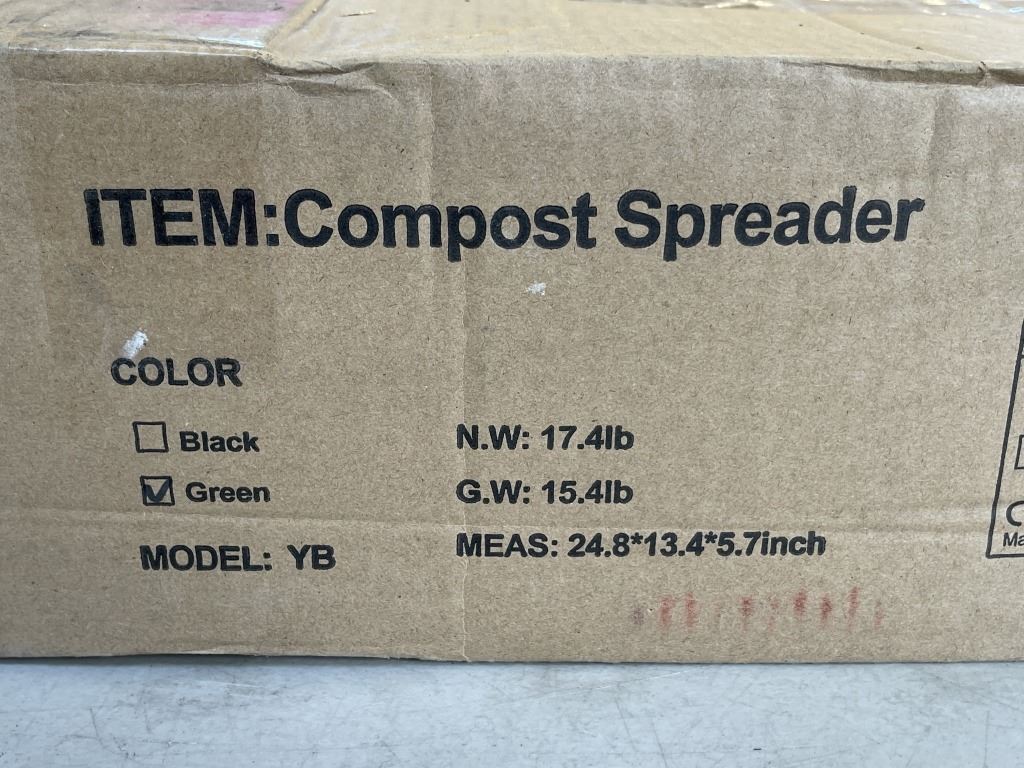 ITEM:Compost Spreader
COLOR
Black
Green
MODEL: YB
N.W: 17.4lb
G.W: 15.4lb
MEAS: 24.8*13.4*5.7inch